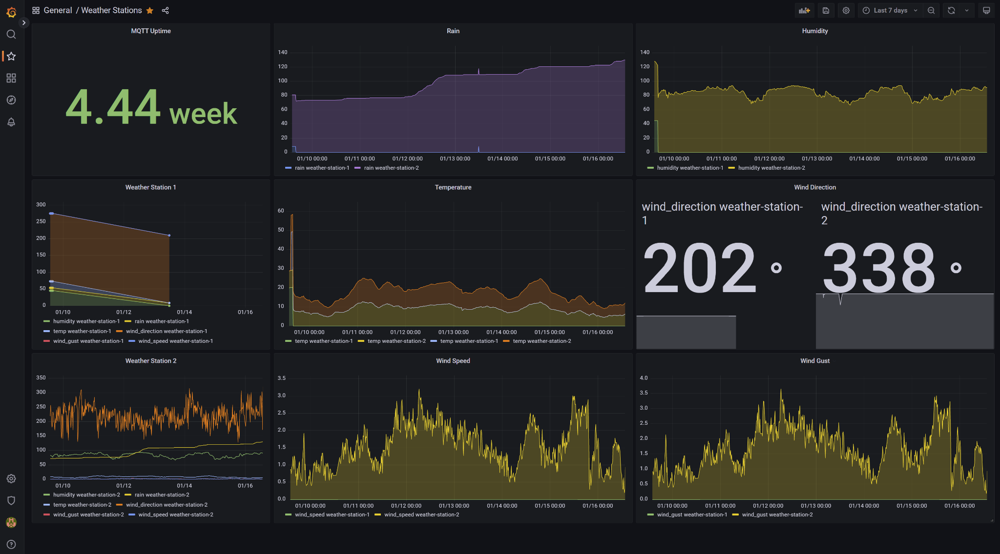 General / Weather Stations
Last 7 days
MQTT Uptime
4.44 week
Rain
140
120
100
80
60
40
20
0
01/10 00:00 01/11 00:00 01/12 00:00 01/13 00:00 01/14 00:00 01/15 00:00 01/16 00:00
rain weather-station-1 rain weather-station-2
Humidity
140
120
100
80
60
40
20
0
01/10 00:00 01/11 00:00 01/12 00:00 01/13 00:00 01/14 00:00 01/15 00:00 01/16 00:00
humidity weather-station-1 humidity weather-station-2
Weather Station 1
300
250
200
150
100
50
0
01/10 01/12 01/14 01/16
humidity weather-station-1 rain weather-station-1
temp weather-station-1 wind_direction weather-station-1
wind_gust weather-station-1 wind_speed weather-station-1
Temperature
60
50
40
30
20
10
0
01/10 00:00 01/11 00:00 01/12 00:00 01/13 00:00 01/14 00:00 01/15 00:00 01/16 00:00
temp weather-station-1 temp weather-station-2 temp weather-station-1 temp weather-station-2
Wind Direction
wind_direction weather-station-
1
202 °
wind_direction weather-station-
2
338 °
Weather Station 2
350
300
250
200
150
100
50
0
01/10 01/12 01/14 01/16
humidity weather-station-2 rain weather-station-2
temp weather-station-2 wind_direction weather-station-2
wind_gust weather-station-2 wind_speed weather-station-2
Wind Speed
3.5
3.0
2.5
2.0
1.5
1.0
0.5
0.0
01/10 00:00 01/11 00:00 01/12 00:00 01/13 00:00 01/14 00:00 01/15 00:00 01/16 00:00
wind_speed weather-station-1 wind_speed weather-station-2
Wind Gust
4.0
3.5
3.0
2.5
2.0
1.5
1.0
0.5
0.0
01/10 00:00 01/11 00:00 01/12 00:00 01/13 00:00 01/14 00:00 01/15 00:00 01/16 00:00
wind_gust weather-station-1 wind_gust weather-station-2